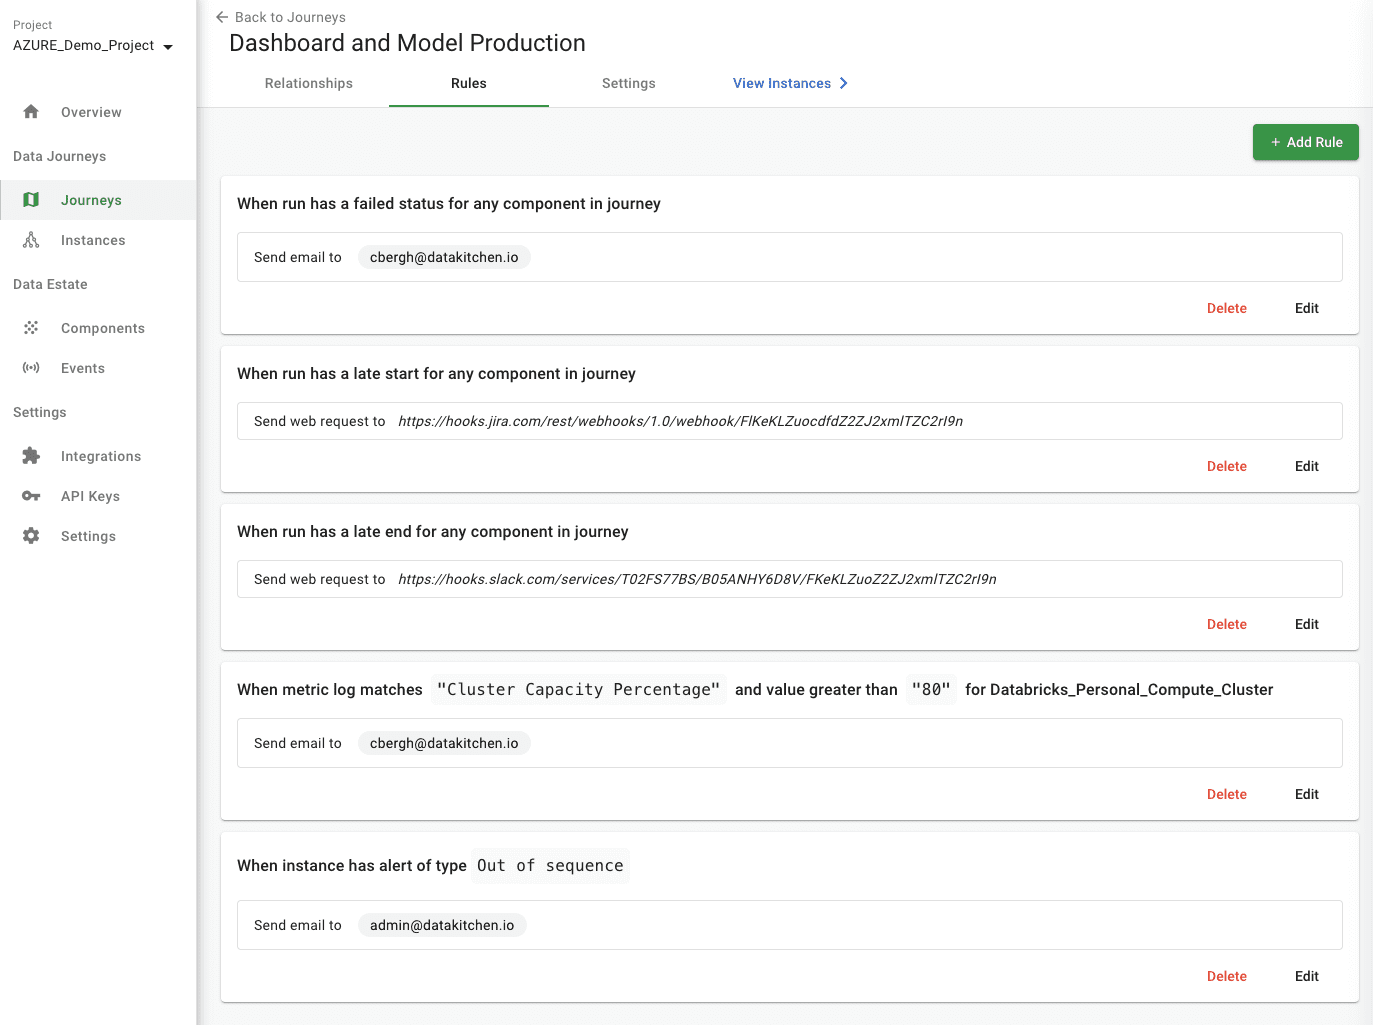 Project
AZURE_Demo_Project
Overview
Data Journeys
Journeys
Instances
Data Estate
Components
Events
Settings
Integrations
API Keys
Settings
Back to Journeys
Dashboard and Model Production
Relationships Rules Settings View Instances
+ Add Rule
When run has a failed status for any component in journey
Send email to cbergh@datakitchen.io
Delete Edit
When run has a late start for any component in journey
Send web request to https://hooks.jira.com/rest/webhooks/1.0/webhook/FlKeKLZuocdfdZ2ZJ2xmlTZC2rI9n
Delete Edit
When run has a late end for any component in journey
Send web request to https://hooks.slack.com/services/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
Delete Edit
When metric log matches "Cluster Capacity Percentage" and value greater than "80" for Databricks_Personal_Compute_Cluster
Send email to cbergh@datakitchen.io
Delete Edit
When instance has alert of type Out of sequence
Send email to admin@datakitchen.io
Delete Edit